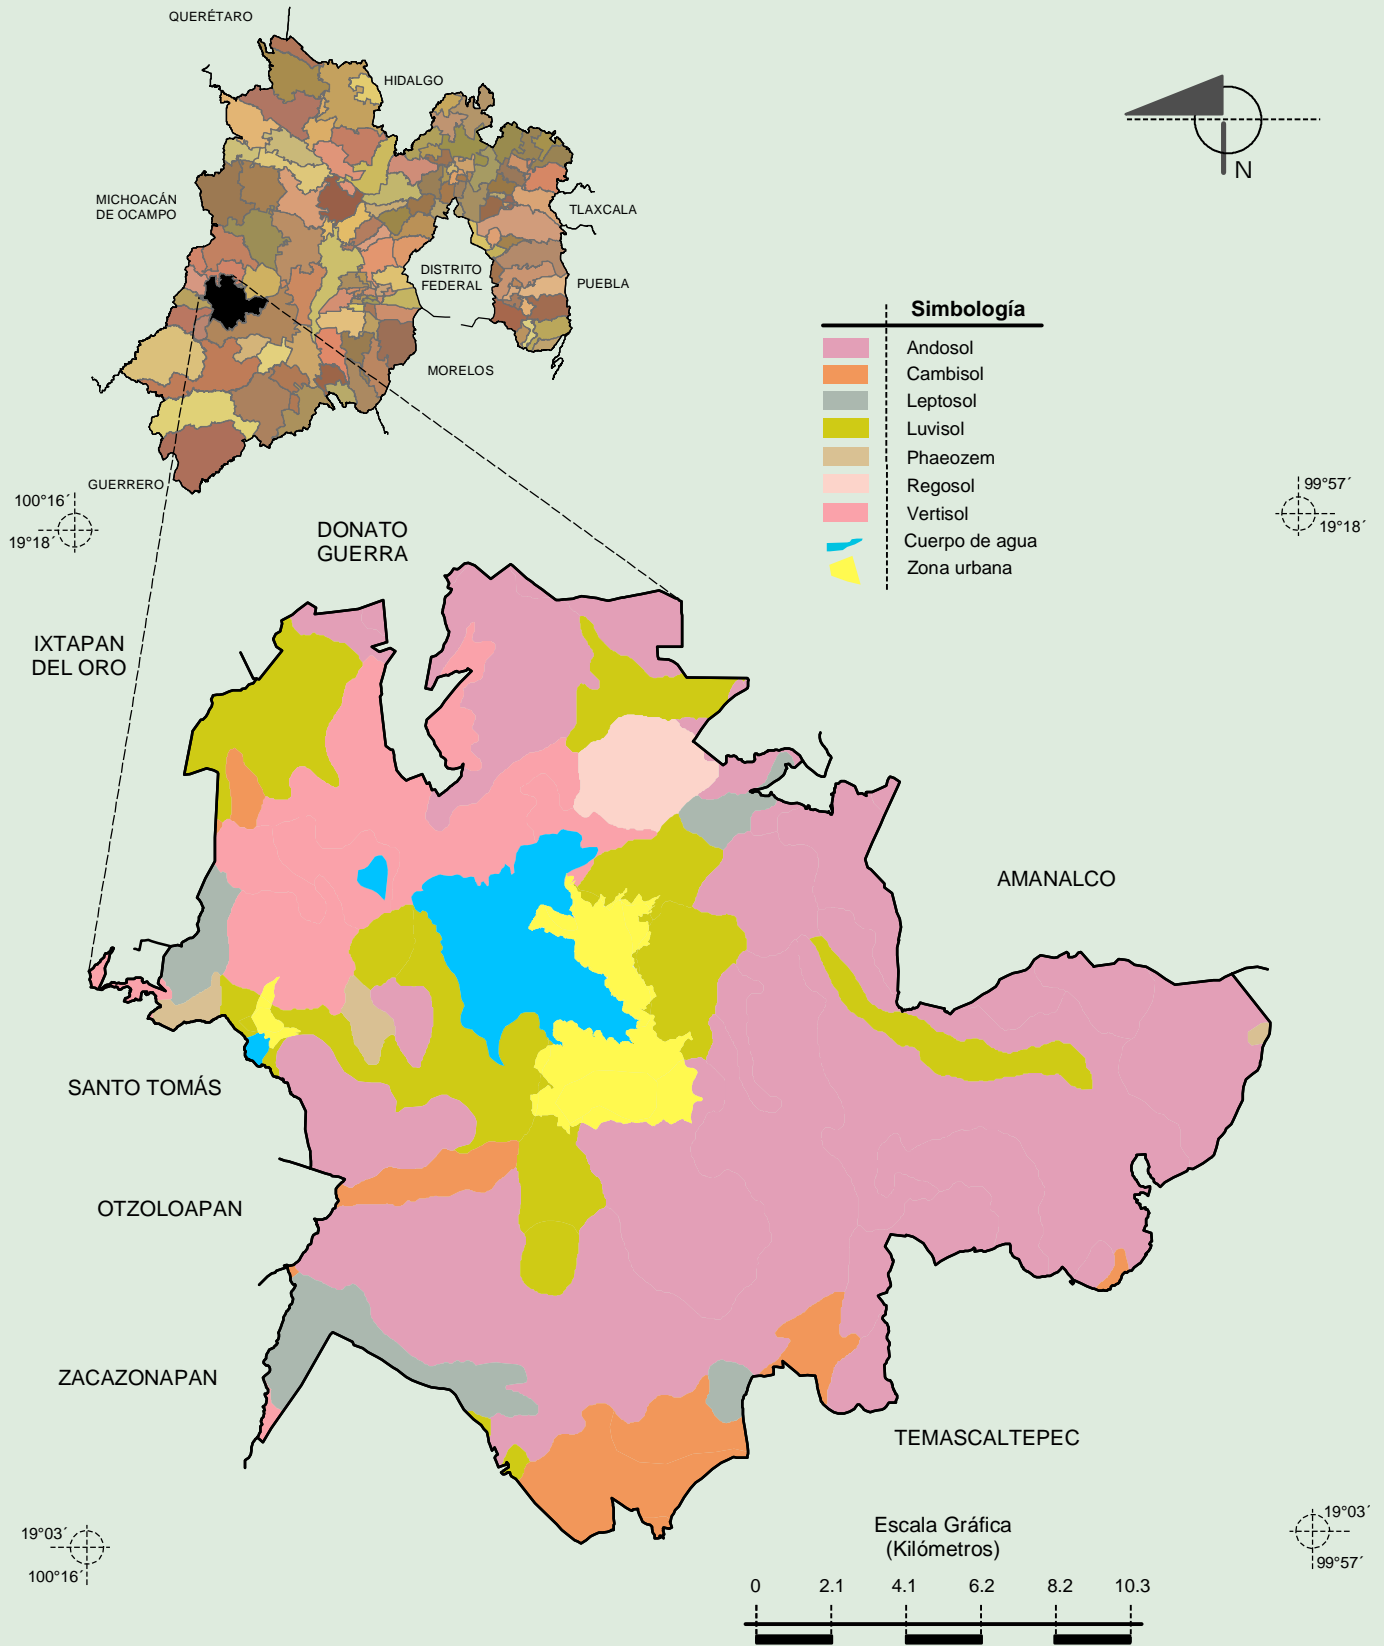 QUERÉTARO
HIDALGO
MICHOACÁN
DE OCAMPO
TLAXCALA
DISTRITO
FEDERAL
PUEBLA
MORELOS
GUERRERO
N
Simbología
Andosol
Cambisol
Leptosol
Luvisol
Phaeozem
Regosol
Vertisol
Cuerpo de agua
Zona urbana
100°16´
19°18´
99°57´
19°18´
DONATO
GUERRA
IXTAPAN
DEL ORO
AMANALCO
SANTO TOMÁS
OTZOLOAPAN
ZACAZONAPAN
TEMASCALTEPEC
19°03´
100°16´
19°03´
99°57´
Escala Gráfica
(Kilómetros)
0 2.1 4.1 6.2 8.2 10.3